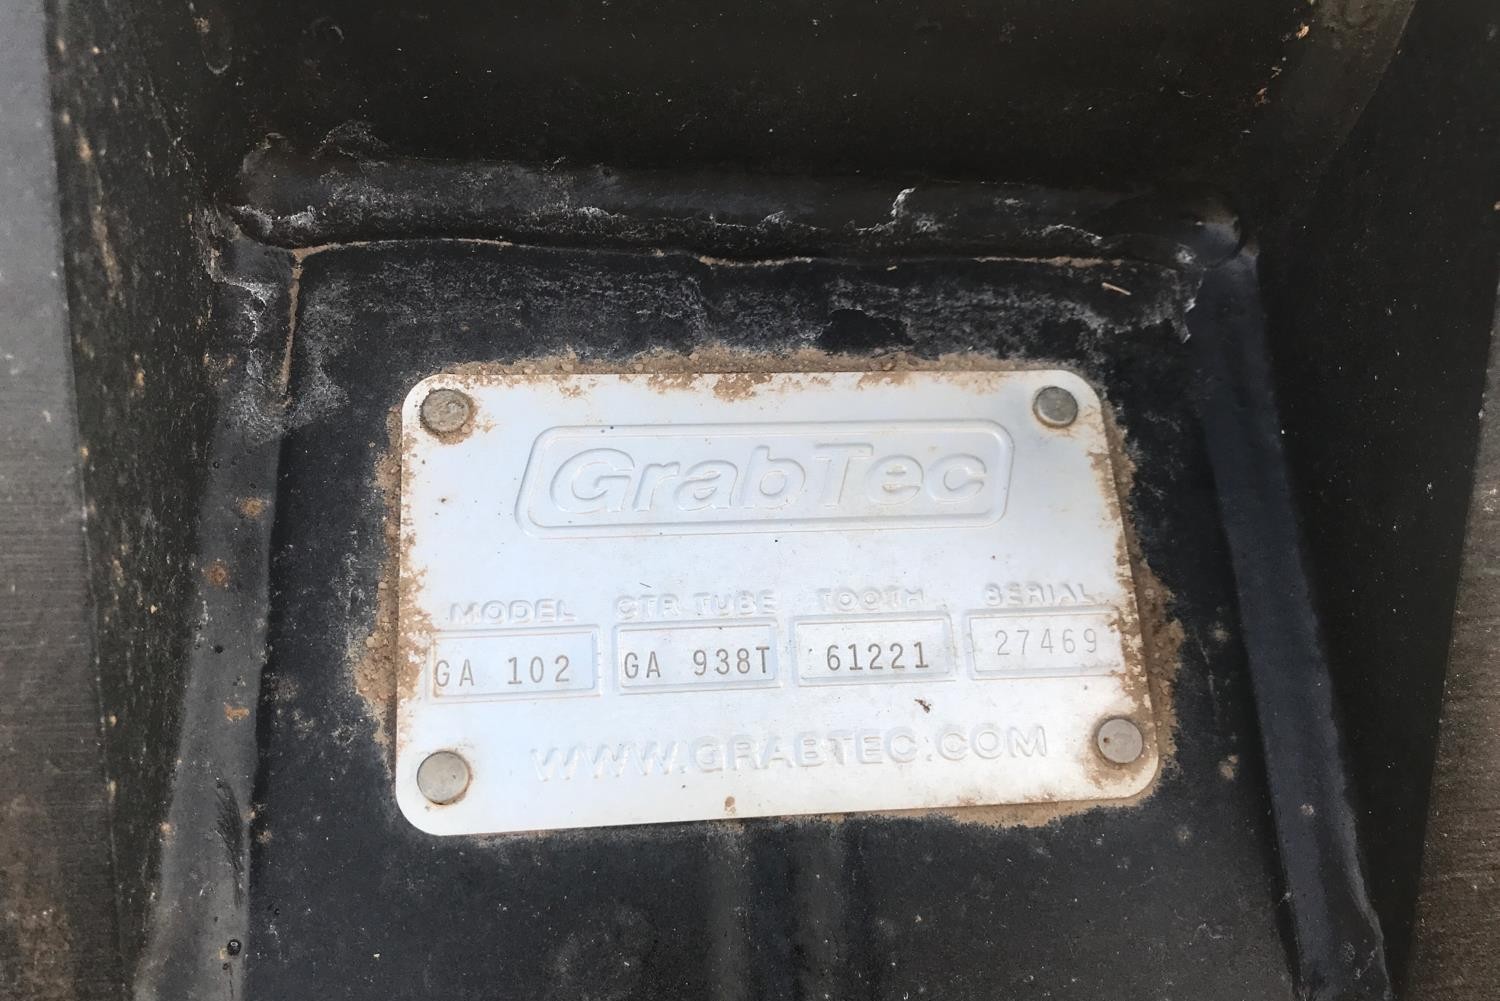 GrabTec
MODEL CTR TUBE TOOTH SERIAL
GA 102 GA 938T 61221 27469
WWW.GRABTEC.COM